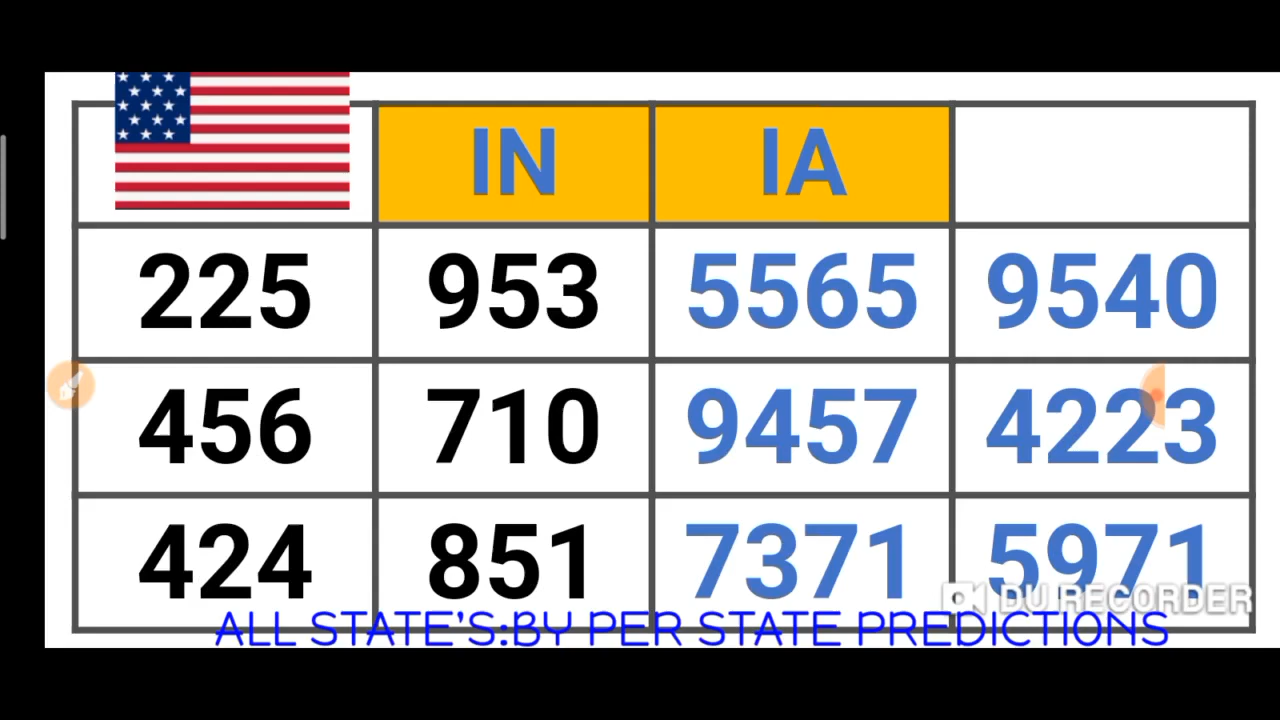 IN IA
225 953 5565 9540
456 710 9457 4223
424 851 7371 5971
DU RECORDER
ALL STATE'S:BY PER STATE PREDICTIONS